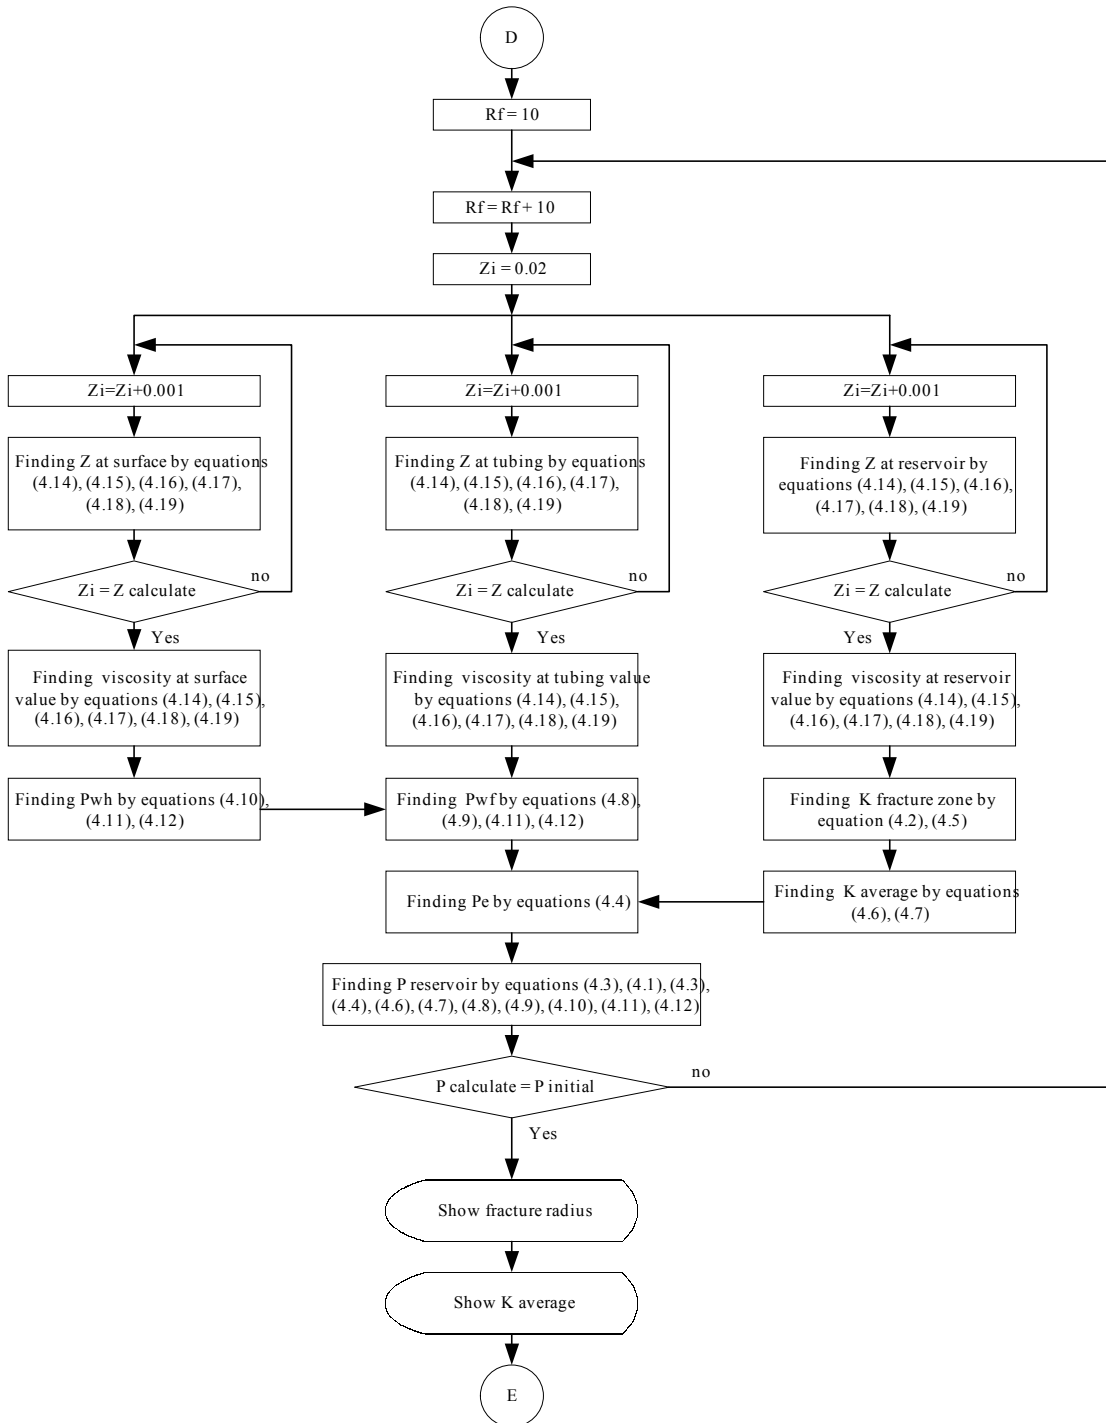 D
Rf = 10
Rf = Rf + 10
Zi = 0.02
Zi=Zi+0.001
Zi=Zi+0.001
Zi=Zi+0.001
Finding Z at surface by equations
(4.14), (4.15), (4.16), (4.17),
(4.18), (4.19)
Finding Z at tubing by equations
(4.14), (4.15), (4.16), (4.17),
(4.18), (4.19)
Finding Z at reservoir by
equations (4.14), (4.15), (4.16),
(4.17), (4.18), (4.19)
Zi = Z calculate
no
Zi = Z calculate
no
Zi = Z calculate
no
Yes
Yes
Yes
Finding viscosity at surface
value by equations (4.14), (4.15),
(4.16), (4.17), (4.18), (4.19)
Finding viscosity at tubing value
by equations (4.14), (4.15),
(4.16), (4.17), (4.18), (4.19)
Finding viscosity at reservoir
value by equations (4.14), (4.15),
(4.16), (4.17), (4.18), (4.19)
Finding Pwh by equations (4.10),
(4.11), (4.12)
Finding Pwf by equations (4.8),
(4.9), (4.11), (4.12)
Finding K fracture zone by
equation (4.2), (4.5)
Finding Pe by equations (4.4)
Finding K average by equations
(4.6), (4.7)
Finding P reservoir by equations (4.3), (4.1), (4.3),
(4.4), (4.6), (4.7), (4.8), (4.9), (4.10), (4.11), (4.12)
P calculate = P initial
no
Yes
Show fracture radius
Show K average
E